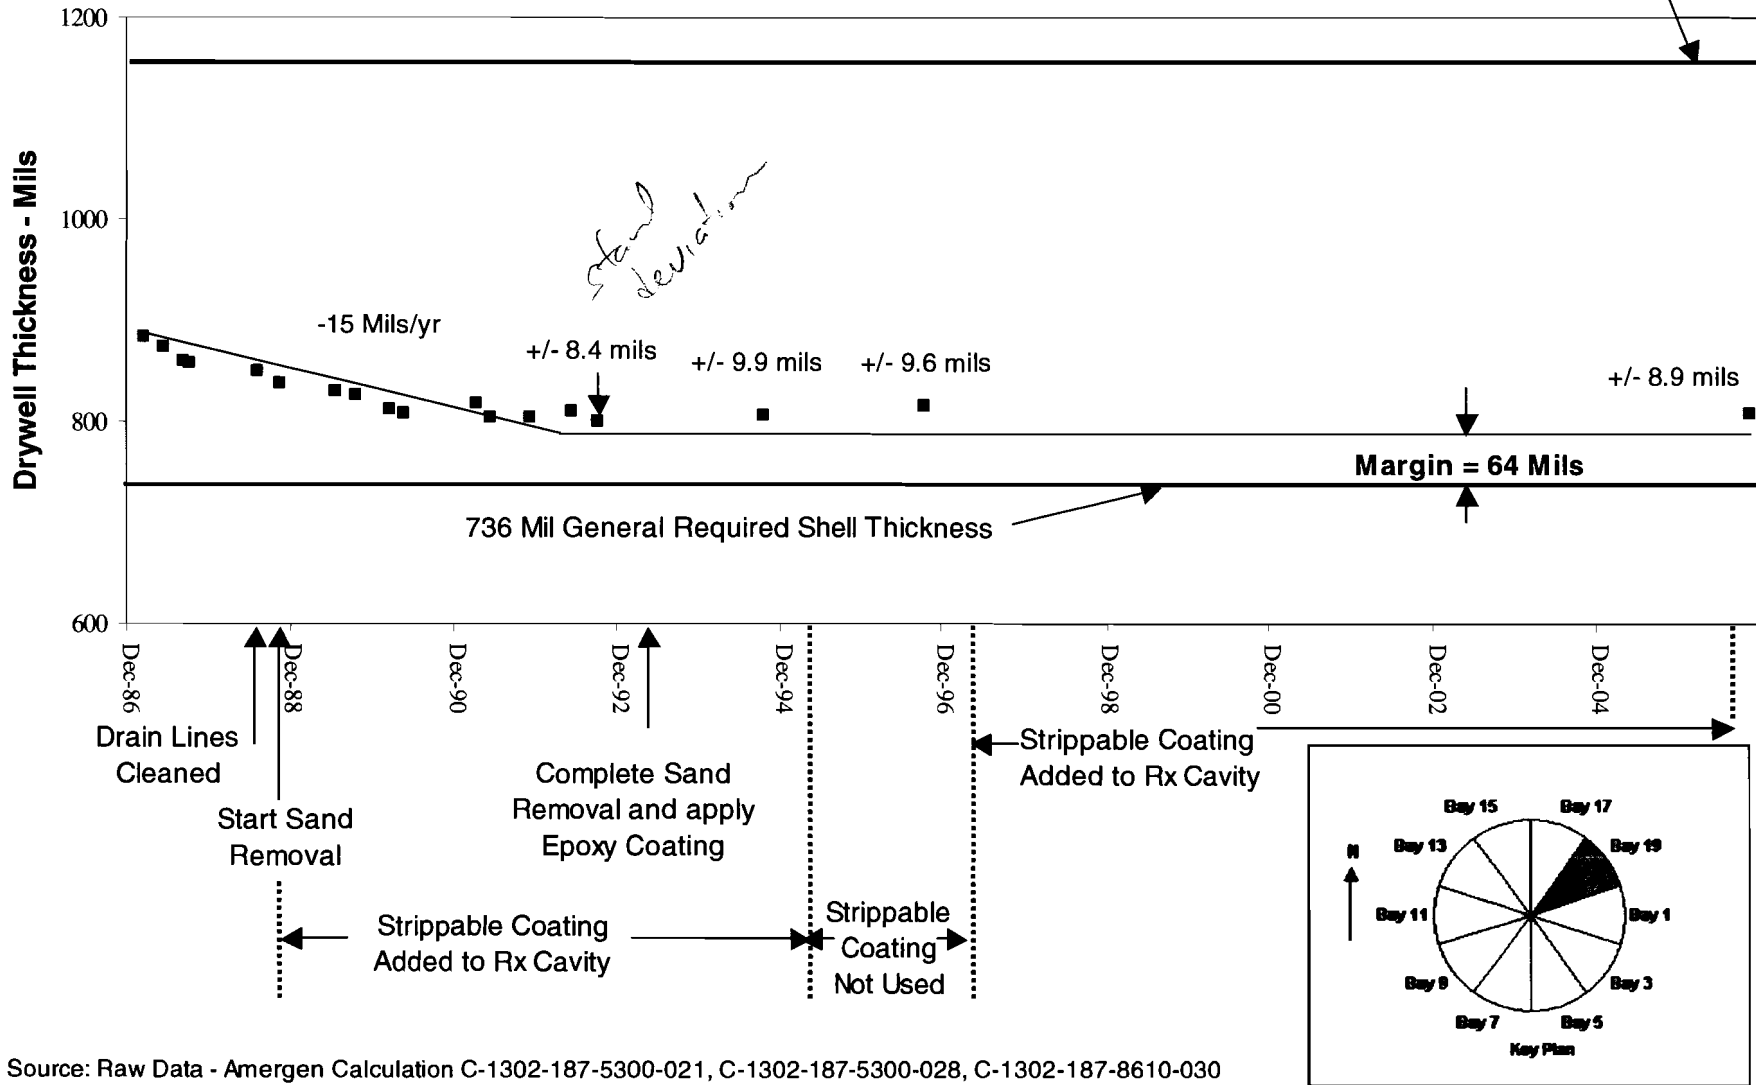 1200
1000
800
600
Drywell Thickness - Mils
stand
deviation
-15 Mils/yr
+/- 8.4 mils
+/- 9.9 mils
+/- 9.6 mils
+/- 8.9 mils
Margin = 64 Mils
736 Mil General Required Shell Thickness
Dec-86
Dec-88
Dec-90
Dec-92
Dec-94
Dec-96
Dec-98
Dec-00
Dec-02
Dec-04
Drain Lines
Cleaned
Start Sand
Removal
Complete Sand
Removal and apply
Epoxy Coating
Strippable Coating
Added to Rx Cavity
Strippable Coating
Added to Rx Cavity
Strippable
Coating
Not Used
Bay 15
Bay 17
Bay 13
Bay 19
N
Bay 11
Bay 1
Bay 9
Bay 3
Bay 7
Bay 5
Key Plan
Source: Raw Data - Amergen Calculation C-1302-187-5300-021, C-1302-187-5300-028, C-1302-187-8610-030